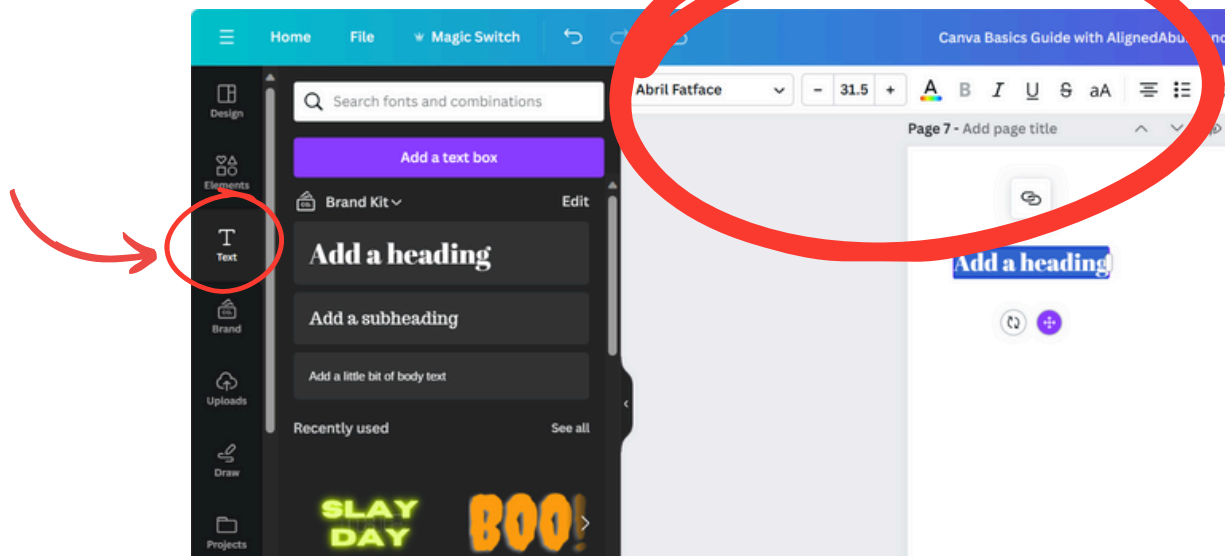 Home File Magic Switch Canva Basics Guide with
Abril Fatface - 31.5 + A B I U S aA
Design
Search fonts and combinations
Page 7 - Add page title
Add a text box
Elements
Brand Kit Edit
Text
Add a heading
Add a heading
Brand
Add a subheading
Add a little bit of body text
Uploads
Recently used See all
Draw
SLAY
DAY
BOO!
Projects